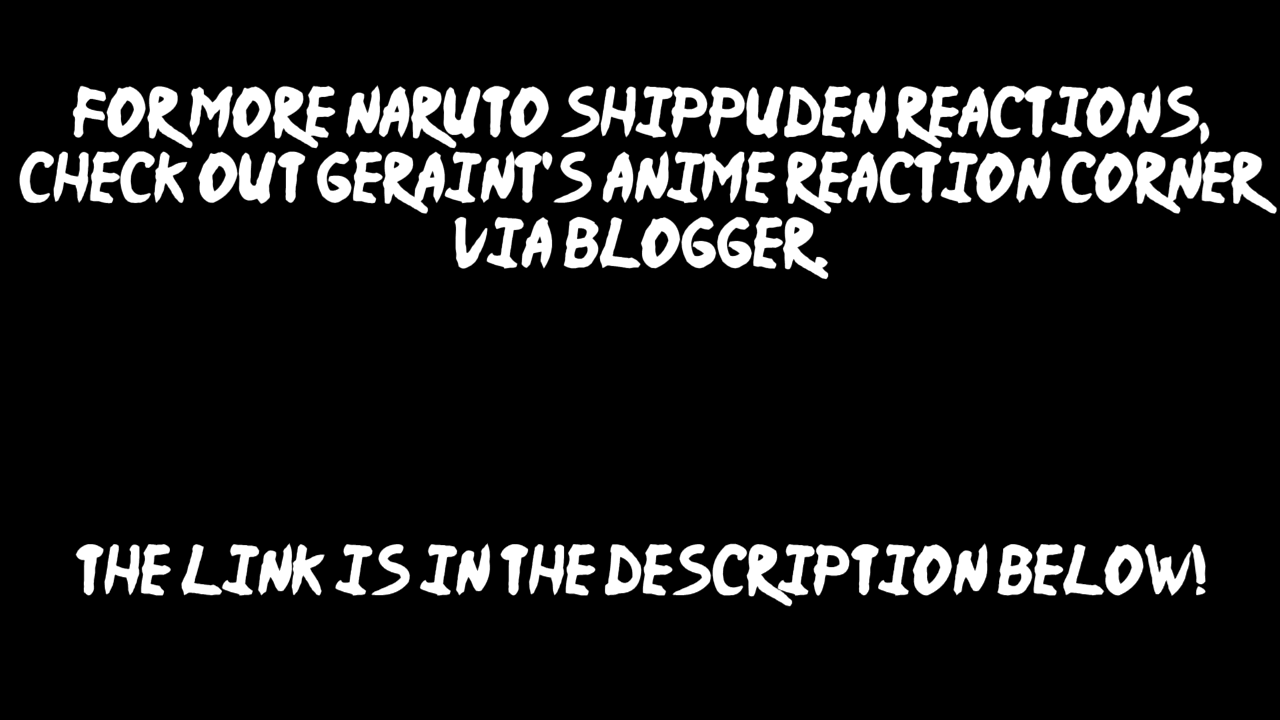 FOR MORE NARUTO SHIPPUDEN REACTIONS,
CHECK OUT GERAINT'S ANIME REACTION CORNER
VIA BLOGGER.
THE LINK IS IN THE DESCRIPTION BELOW!